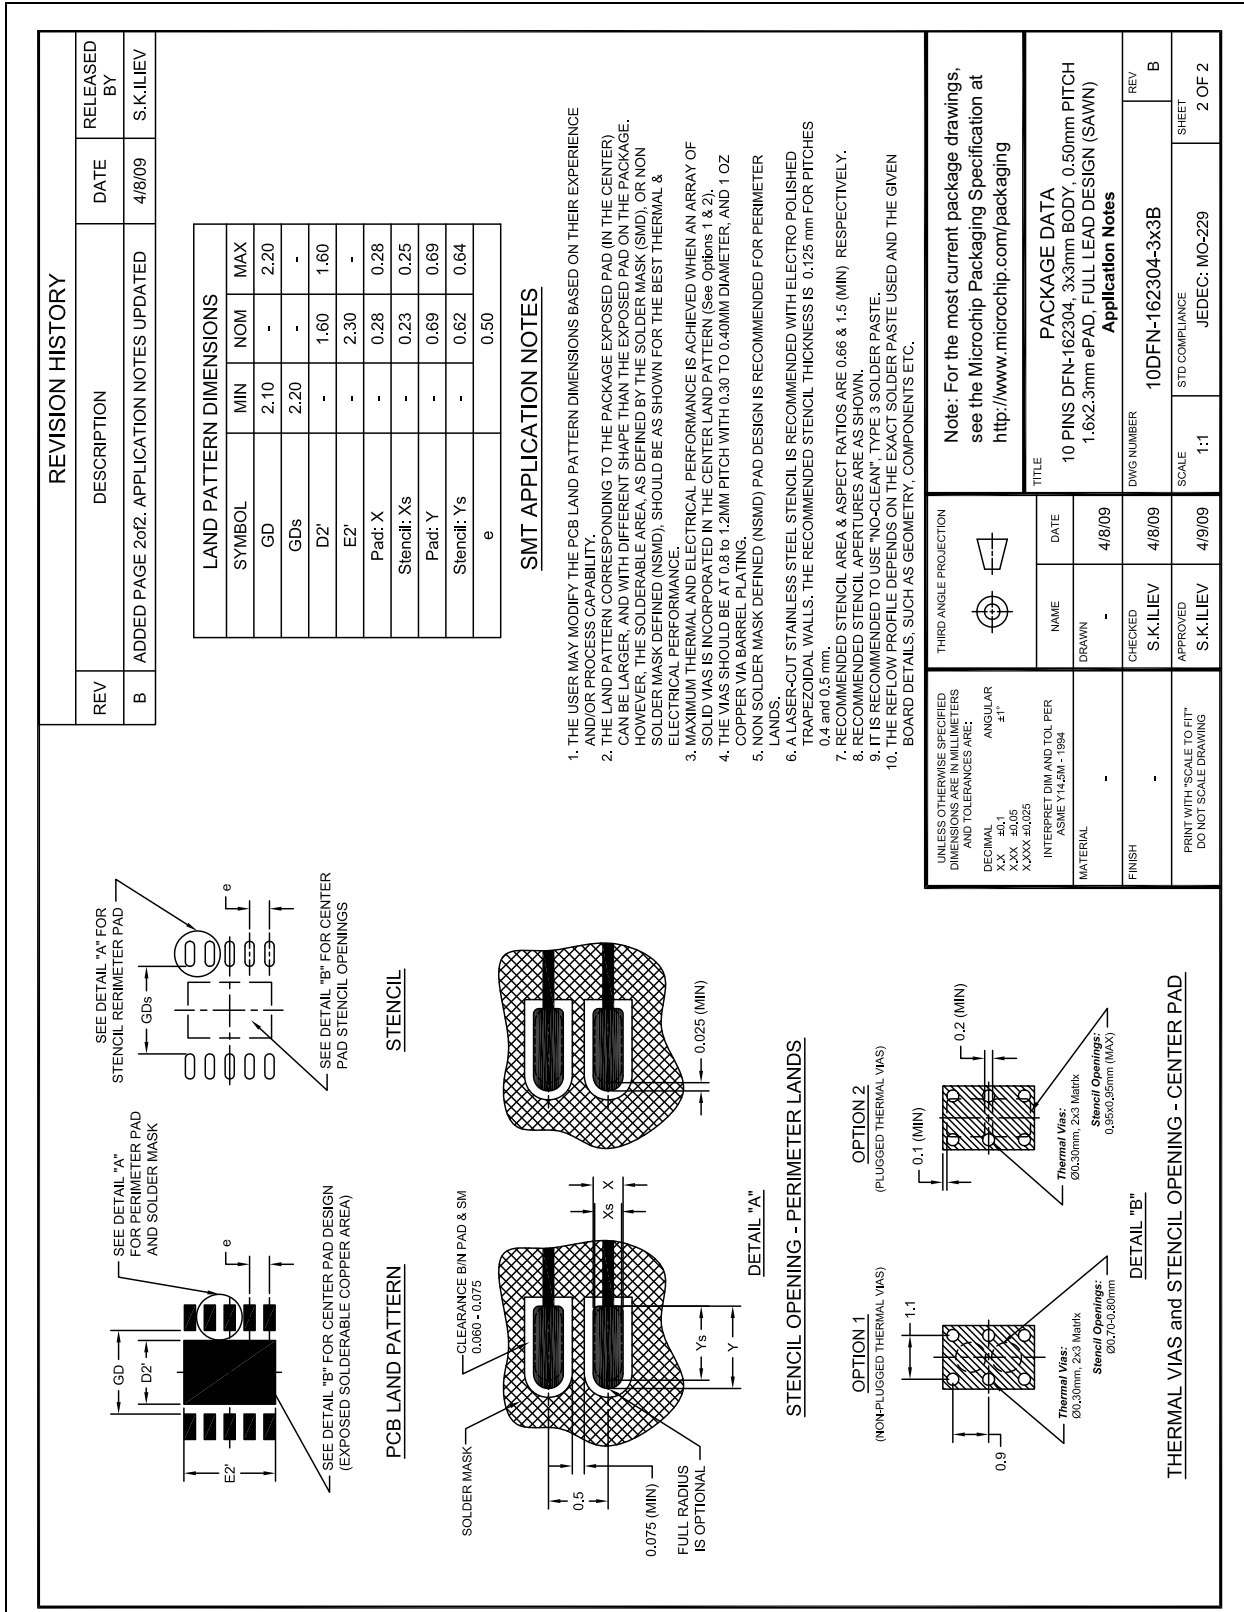 REVISION HISTORY
REV DESCRIPTION DATE RELEASED BY
B ADDED PAGE 2of2, APPLICATION NOTES UPDATED 4/8/09 S.K.ILIEV
SEE DETAIL "A"
FOR PERIMETER PAD
AND SOLDER MASK
GD
D2'
E2'
e
SEE DETAIL "B" FOR CENTER PAD DESIGN
(EXPOSED SOLDERABLE COPPER AREA)
PCB LAND PATTERN
SEE DETAIL "A" FOR
STENCIL RERIMETER PAD
GDs
e
SEE DETAIL "B" FOR CENTER
PAD STENCIL OPENINGS
STENCIL
LAND PATTERN DIMENSIONS
SYMBOL MIN NOM MAX
GD 2.10 - 2.20
GDs 2.20 - -
D2' - 1.60 1.60
E2' - 2.30 -
Pad: X - 0.28 0.28
Stencil: Xs - 0.23 0.25
Pad: Y - 0.69 0.69
Stencil: Ys - 0.62 0.64
e 0.50
SOLDER MASK
CLEARANCE B/N PAD & SM
0.060 - 0.075
0.5
0.075 (MIN)
FULL RADIUS
IS OPTIONAL
Ys
Y
Xs
X
0.025 (MIN)
DETAIL "A"
STENCIL OPENING - PERIMETER LANDS
SMT APPLICATION NOTES
1. THE USER MAY MODIFY THE PCB LAND PATTERN DIMENSIONS BASED ON THEIR EXPERIENCE
AND/OR PROCESS CAPABILITY.
2. THE LAND PATTERN CORRESPONDING TO THE PACKAGE EXPOSED PAD (IN THE CENTER)
CAN BE LARGER, AND WITH DIFFERENT SHAPE THAN THE EXPOSED PAD ON THE PACKAGE.
HOWEVER, THE SOLDERABLE AREA, AS DEFINED BY THE SOLDER MASK (SMD), OR NON
SOLDER MASK DEFINED (NSMD), SHOULD BE AS SHOWN FOR THE BEST THERMAL &
ELECTRICAL PERFORMANCE.
3. MAXIMUM THERMAL AND ELECTRICAL PERFORMANCE IS ACHIEVED WHEN AN ARRAY OF
SOLID VIAS IS INCORPORATED IN THE CENTER LAND PATTERN (See Options 1 & 2).
4. THE VIAS SHOULD BE AT 0.8 to 1.2MM PITCH WITH 0.30 TO 0.40MM DIAMETER, AND 1 OZ
COPPER VIA BARREL PLATING.
5. NON SOLDER MASK DEFINED (NSMD) PAD DESIGN IS RECOMMENDED FOR PERIMETER
LANDS.
6. A LASER-CUT STAINLESS STEEL STENCIL IS RECOMMENDED WITH ELECTRO POLISHED
TRAPEZOIDAL WALLS. THE RECOMMENDED STENCIL THICKNESS IS 0.125 mm FOR PITCHES
0.4 and 0.5 mm.
7. RECOMMENDED STENCIL AREA & ASPECT RATIOS ARE 0.66 & 1.5 (MIN) RESPECTIVELY.
8. RECOMMENDED STENCIL APERTURES ARE AS SHOWN.
9. IT IS RECOMMENDED TO USE "NO-CLEAN", TYPE 3 SOLDER PASTE.
10. THE REFLOW PROFILE DEPENDS ON THE EXACT SOLDER PASTE USED AND THE GIVEN
BOARD DETAILS, SUCH AS GEOMETRY, COMPONENTS ETC.
OPTION 1
(NON-PLUGGED THERMAL VIAS)
1.1
0.9
Thermal Vias:
Ø0.30mm, 2x3 Matrix
Stencil Openings:
Ø0.70-0.80mm
OPTION 2
(PLUGGED THERMAL VIAS)
0.1 (MIN)
0.2 (MIN)
Thermal Vias:
Ø0.30mm, 2x3 Matrix
Stencil Openings:
0.95x0.95mm (MAX)
DETAIL "B"
THERMAL VIAS and STENCIL OPENING - CENTER PAD
UNLESS OTHERWISE SPECIFIED
DIMENSIONS ARE IN MILLIMETERS
AND TOLERANCES ARE:
DECIMAL ANGULAR
X.X ±0.1 ±1°
X.XX ±0.05
X.XXX ±0.025
INTERPRET DIM AND TOL PER
ASME Y14.5M - 1994
MATERIAL
-
FINISH
-
PRINT WITH "SCALE TO FIT"
DO NOT SCALE DRAWING
THIRD ANGLE PROJECTION
NAME DATE
DRAWN
- 4/8/09
CHECKED
S.K.ILIEV 4/8/09
APPROVED
S.K.ILIEV 4/9/09
Note: For the most current package drawings,
see the Microchip Packaging Specification at
http://www.microchip.com/packaging
TITLE
PACKAGE DATA
10 PINS DFN-162304, 3x3mm BODY, 0.50mm PITCH
1.6x2.3mm ePAD, FULL LEAD DESIGN (SAWN)
Application Notes
DWG NUMBER REV
10DFN-162304-3x3B B
SCALE STD COMPLIANCE SHEET
1:1 JEDEC: MO-229 2 OF 2